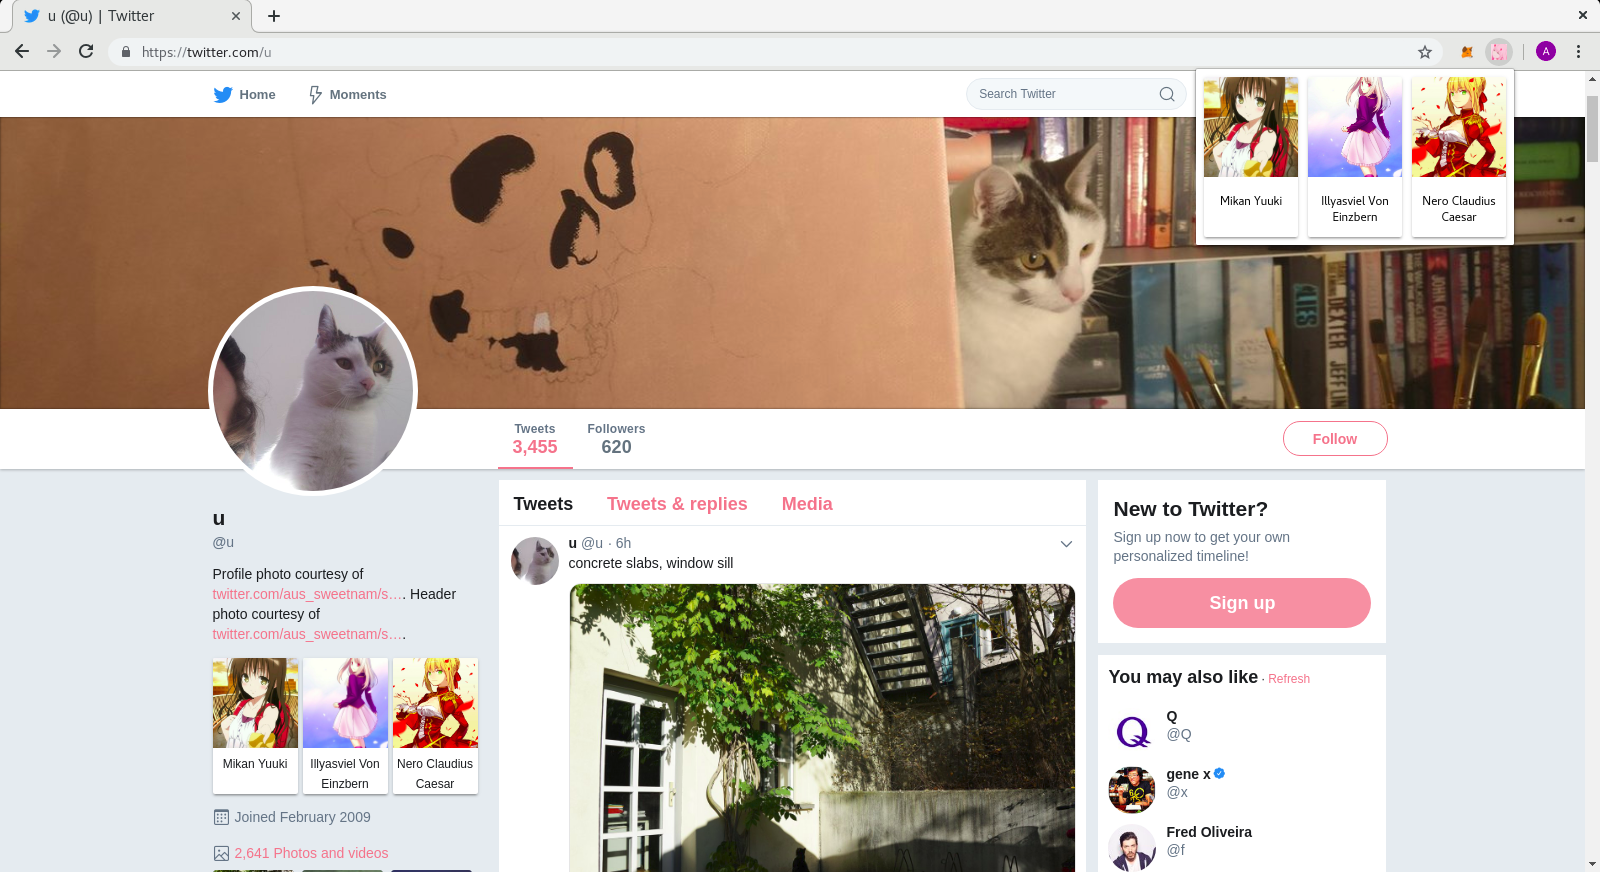 u (@u) | Twitter
https://twitter.com/u
A
Home
Moments
Search Twitter
Mikan Yuuki
Illyasviel Von
Einzbern
Nero Claudius
Caesar
DEXTER
JOHN CONNOLLY
Tweets
3,455
Followers
620
Follow
u
@u
Profile photo courtesy of
twitter.com/aus_sweetnam/s…. Header
photo courtesy of
twitter.com/aus_sweetnam/s….
Mikan Yuuki
Illyasviel Von
Einzbern
Nero Claudius
Caesar
Joined February 2009
2,641 Photos and videos
Tweets
Tweets & replies
Media
u @u · 6h
concrete slabs, window sill
New to Twitter?
Sign up now to get your own
personalized timeline!
Sign up
You may also like · Refresh
Q
@Q
gene x
@x
Fred Oliveira
@f